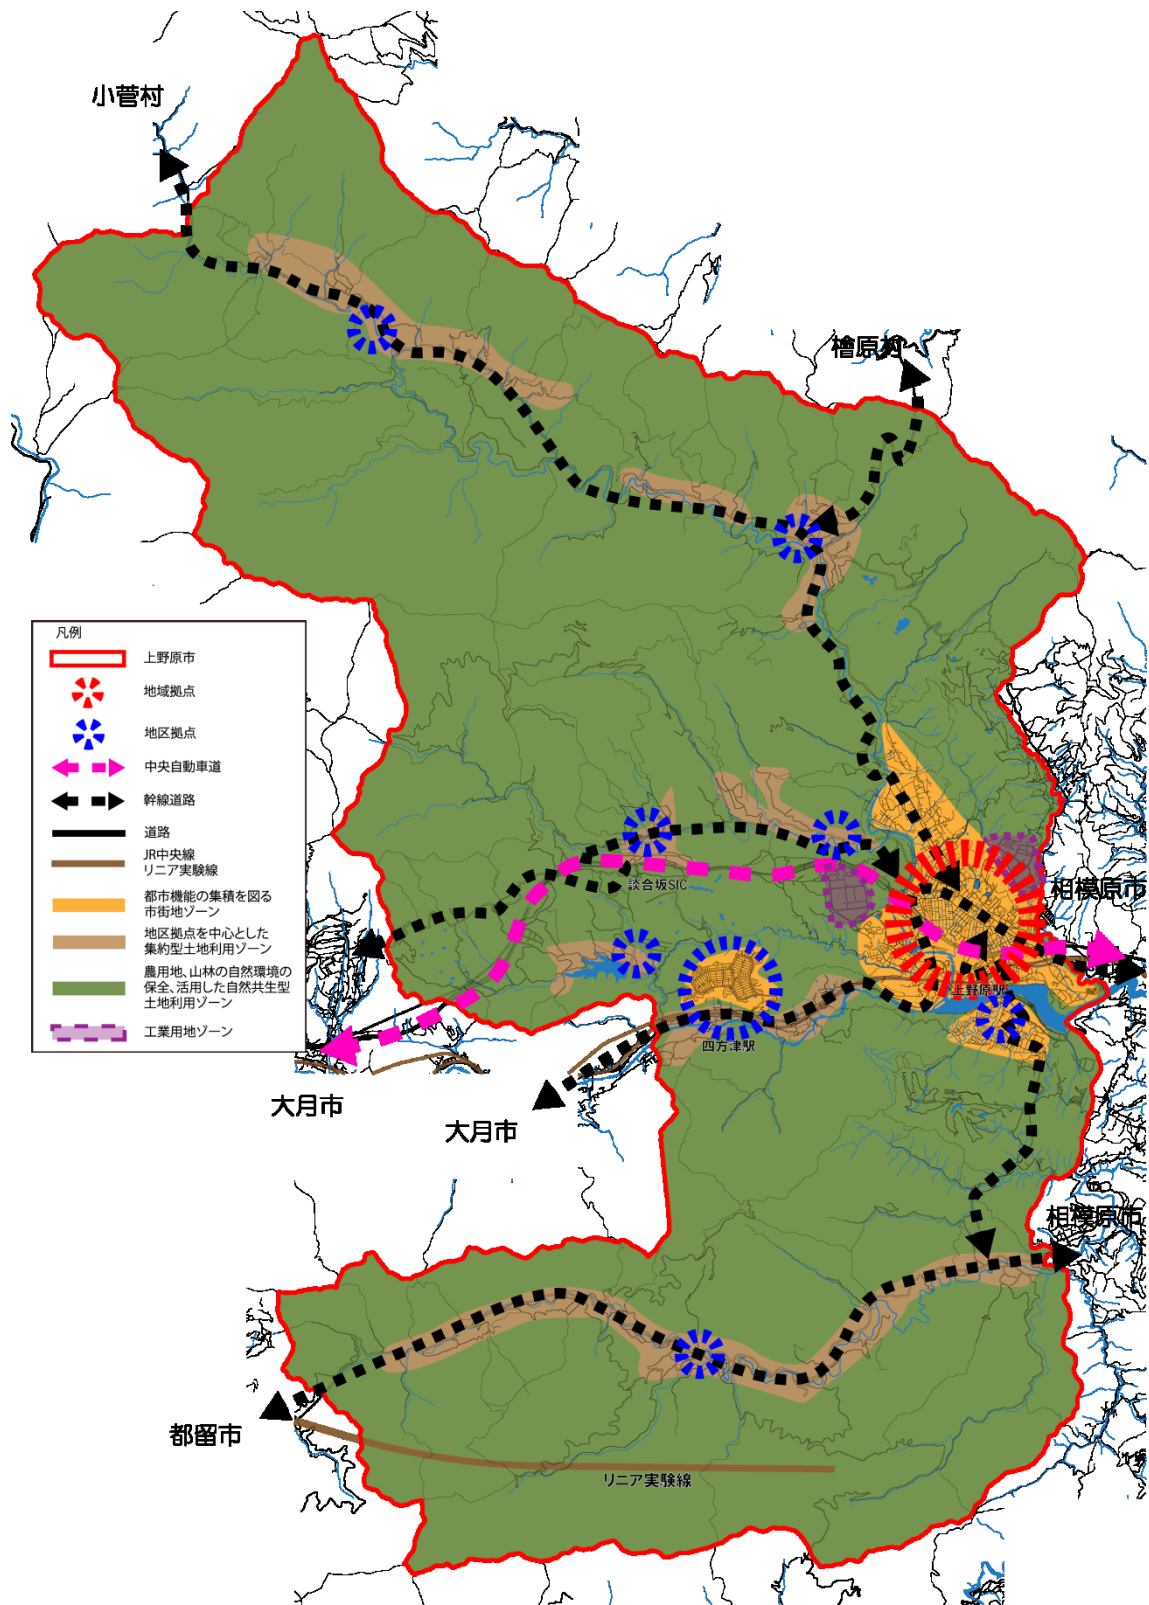 小菅村
檜原村
凡例
上野原市
地域拠点
地区拠点
中央自動車道
幹線道路
道路
JR中央線
リニア実験線
都市機能の集積を図る
市街地ゾーン
地区拠点を中心とした
集約型土地利用ゾーン
農用地、山林の自然環境の
保全、活用した自然共生型
土地利用ゾーン
工業用地ゾーン
談合坂SIC
相模原市
上野原駅
四方津駅
大月市
大月市
相模原市
都留市
リニア実験線